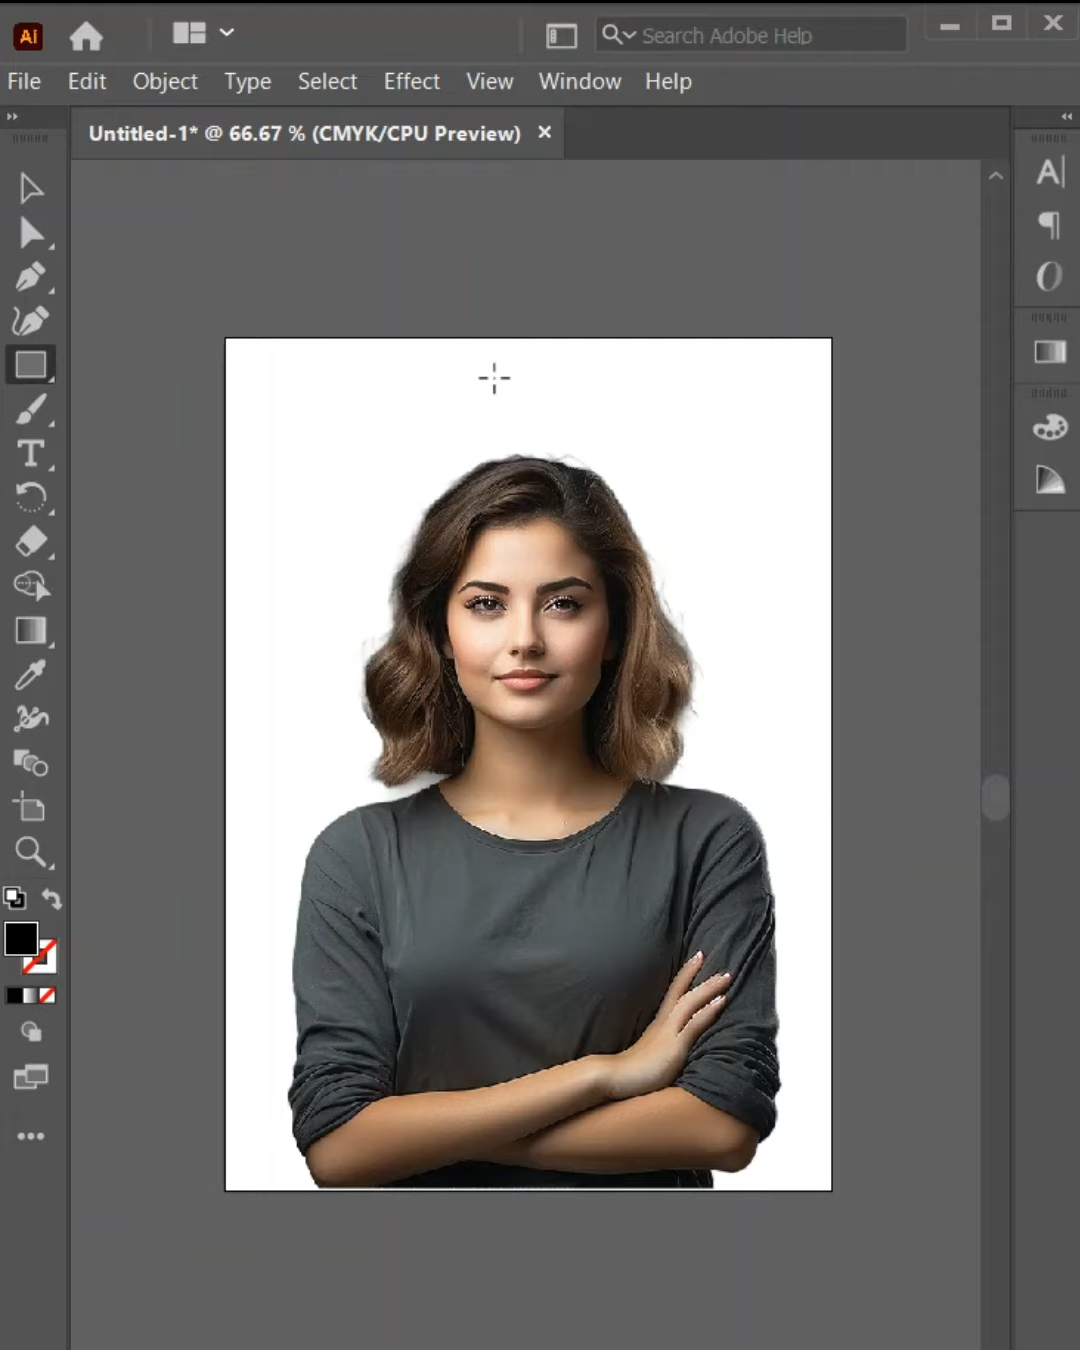 Ai
Search Adobe Help
File Edit Object Type Select Effect View Window Help
Untitled-1* @ 66.67 % (CMYK/CPU Preview) ×